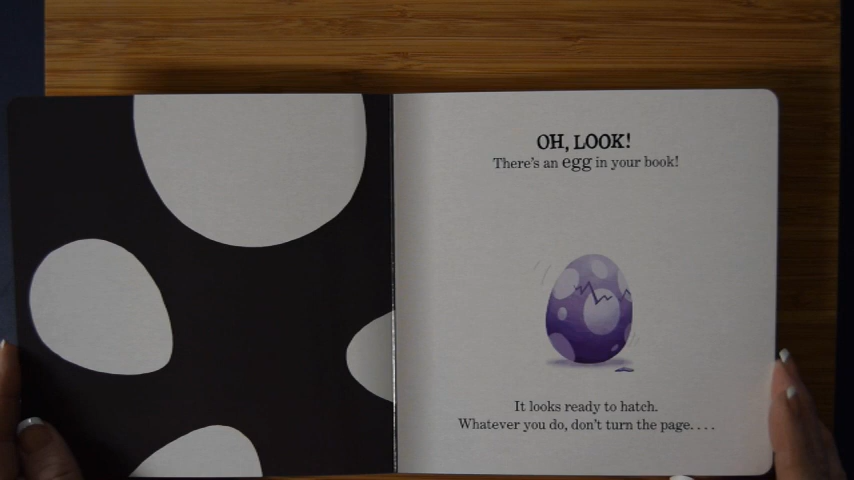 OH, LOOK!
There's an egg in your book!
It looks ready to hatch.
Whatever you do, don't turn the page. . . .